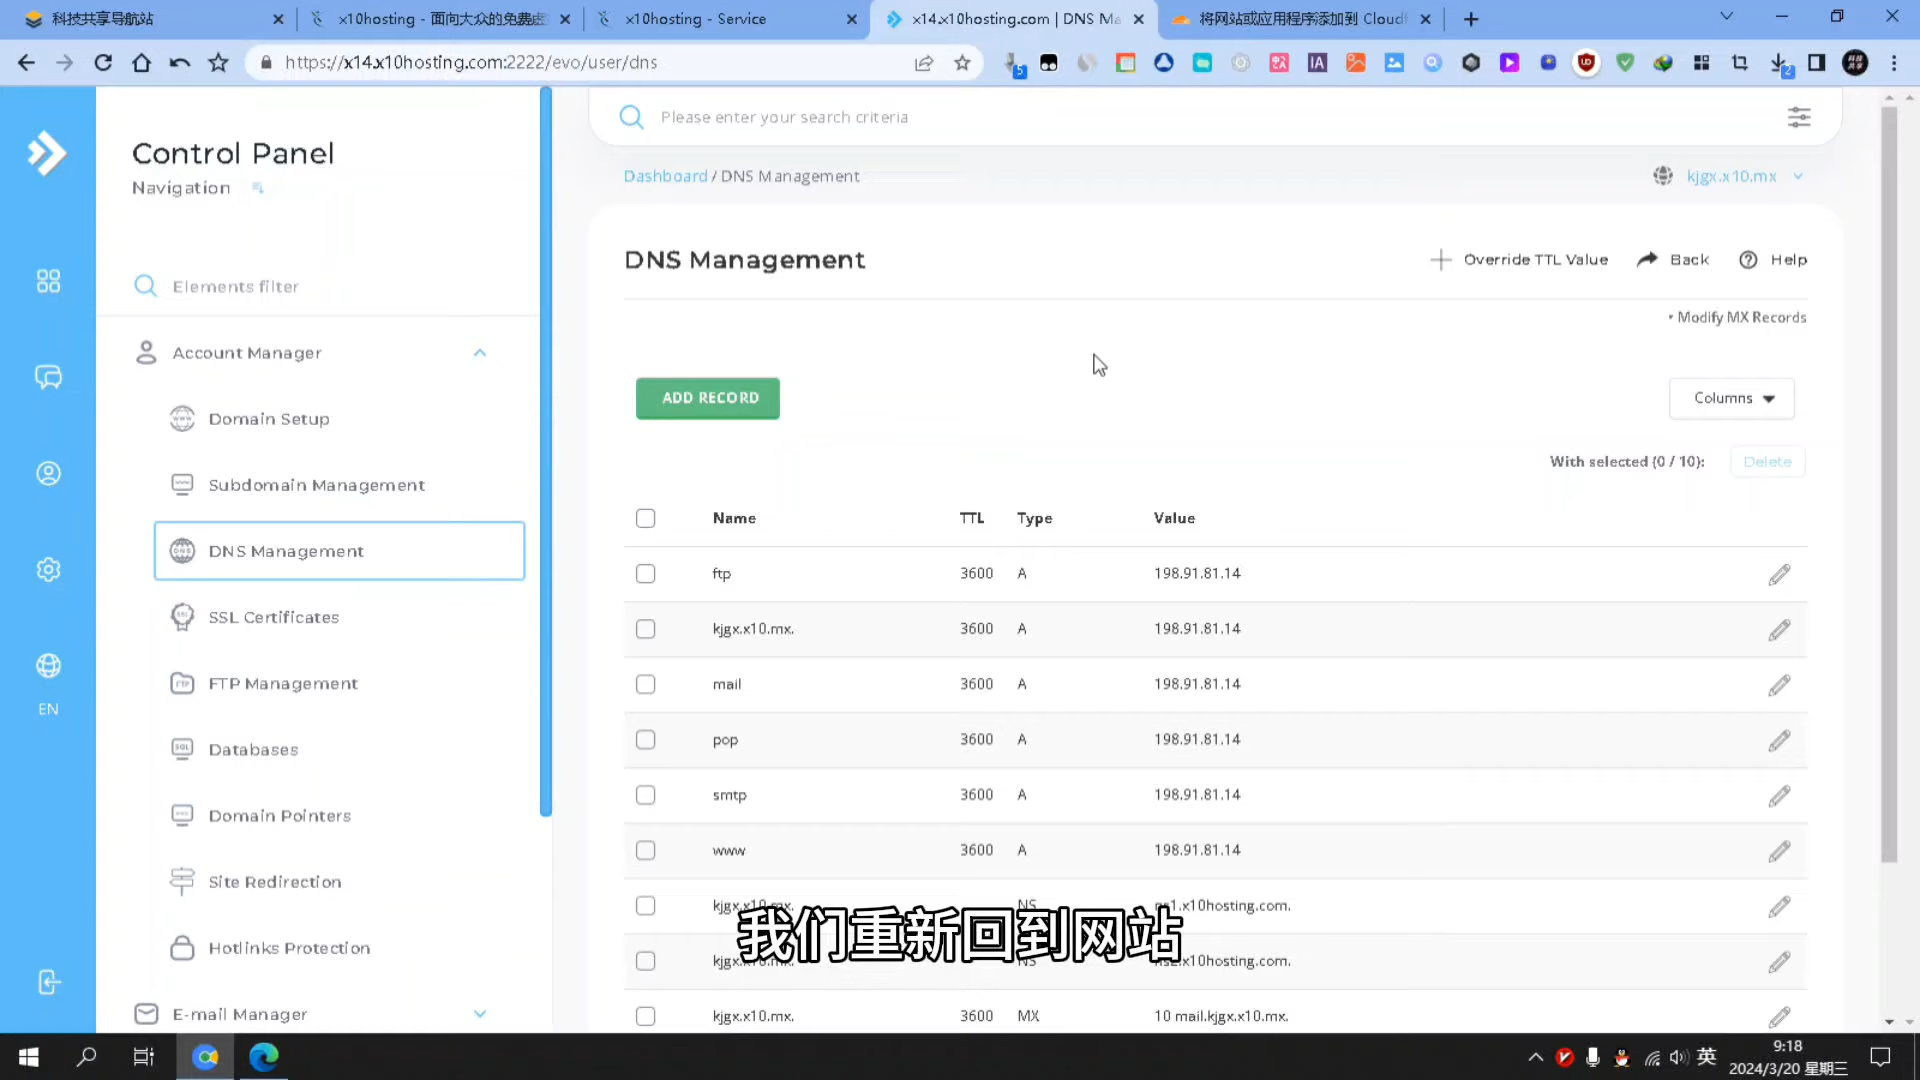 科技共享导航站
x10hosting - 面向大众的免费虚
x10hosting - Service
x14.x10hosting.com | DNS Ma
将网站或应用程序添加到 Cloudf
https://x14.x10hosting.com:2222/evo/user/dns
Control Panel
Navigation
Elements filter
Account Manager
Domain Setup
Subdomain Management
DNS Management
SSL Certificates
FTP Management
Databases
Domain Pointers
Site Redirection
Hotlinks Protection
E-mail Manager
EN
Please enter your search criteria
Dashboard / DNS Management
kjgx.x10.mx
DNS Management
Override TTL Value
Back
Help
• Modify MX Records
ADD RECORD
Columns
With selected (0 / 10):
Delete
Name TTL Type Value
ftp 3600 A 198.91.81.14
kjgx.x10.mx. 3600 A 198.91.81.14
mail 3600 A 198.91.81.14
pop 3600 A 198.91.81.14
smtp 3600 A 198.91.81.14
www 3600 A 198.91.81.14
kjgx.x10.mx. NS ns1.x10hosting.com.
我们重新回到网站
kjgx.x10.mx. NS ns2.x10hosting.com.
kjgx.x10.mx. 3600 MX 10 mail.kjgx.x10.mx.
英
9:18
2024/3/20 星期三